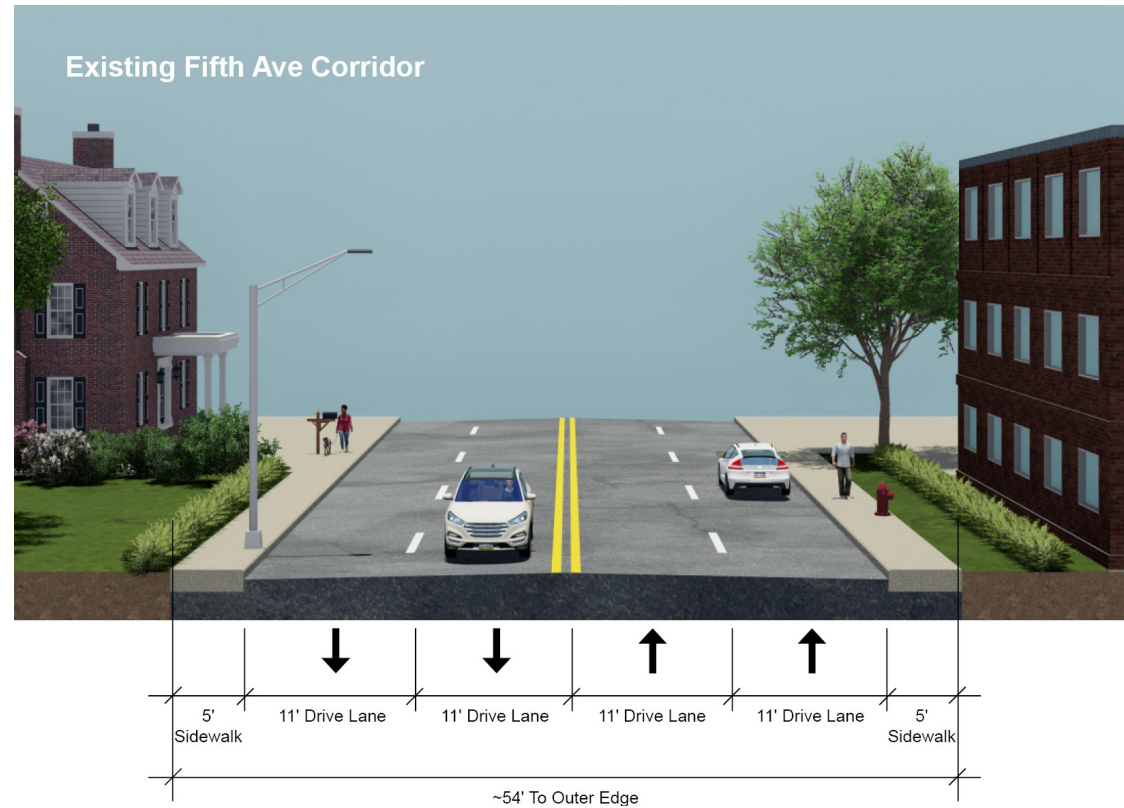 Existing Fifth Ave Corridor
5'
Sidewalk
11' Drive Lane
11' Drive Lane
11' Drive Lane
11' Drive Lane
5'
Sidewalk
~54' To Outer Edge